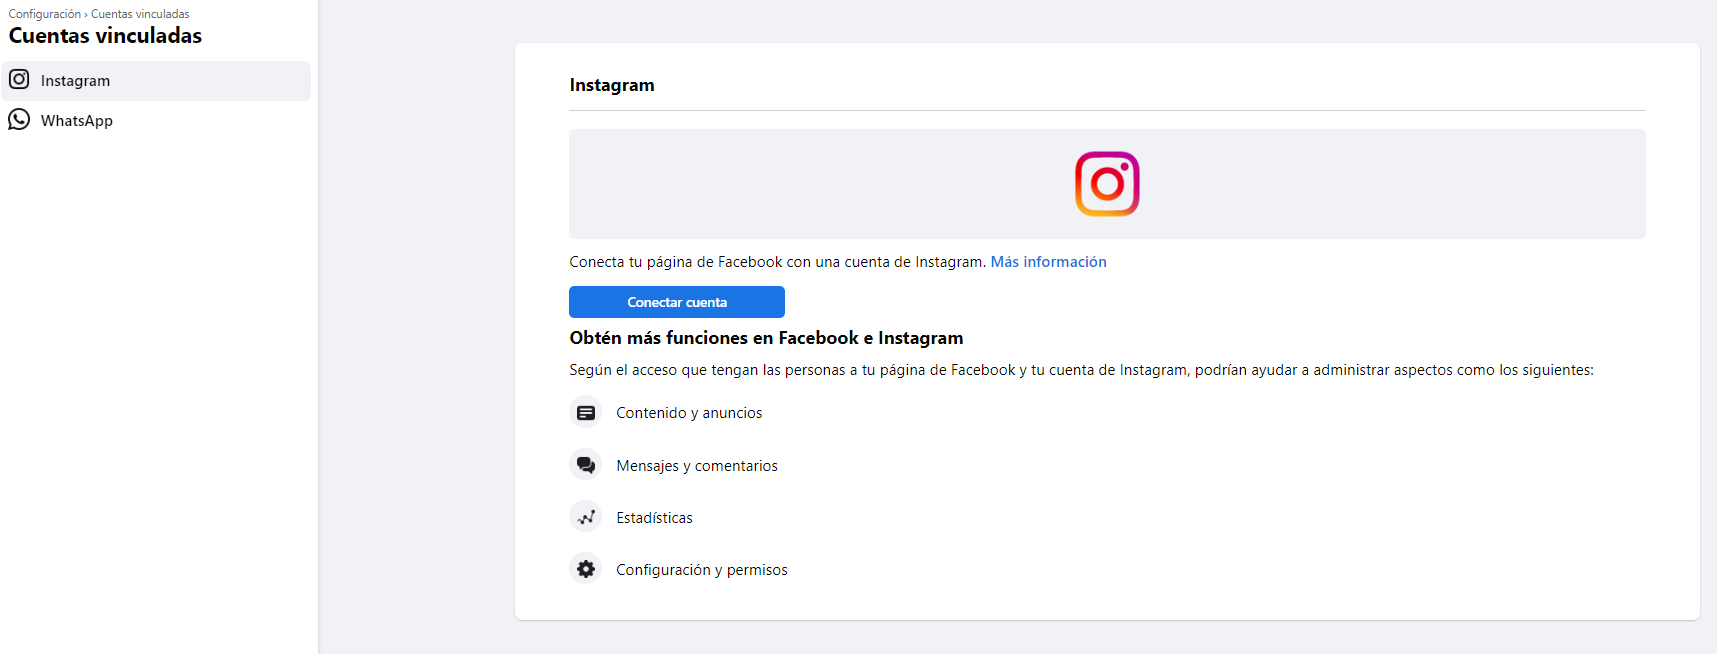 Configuración › Cuentas vinculadas
Cuentas vinculadas
Instagram
WhatsApp
Instagram
Conecta tu página de Facebook con una cuenta de Instagram. Más información
Conectar cuenta
Obtén más funciones en Facebook e Instagram
Según el acceso que tengan las personas a tu página de Facebook y tu cuenta de Instagram, podrían ayudar a administrar aspectos como los siguientes:
Contenido y anuncios
Mensajes y comentarios
Estadísticas
Configuración y permisos